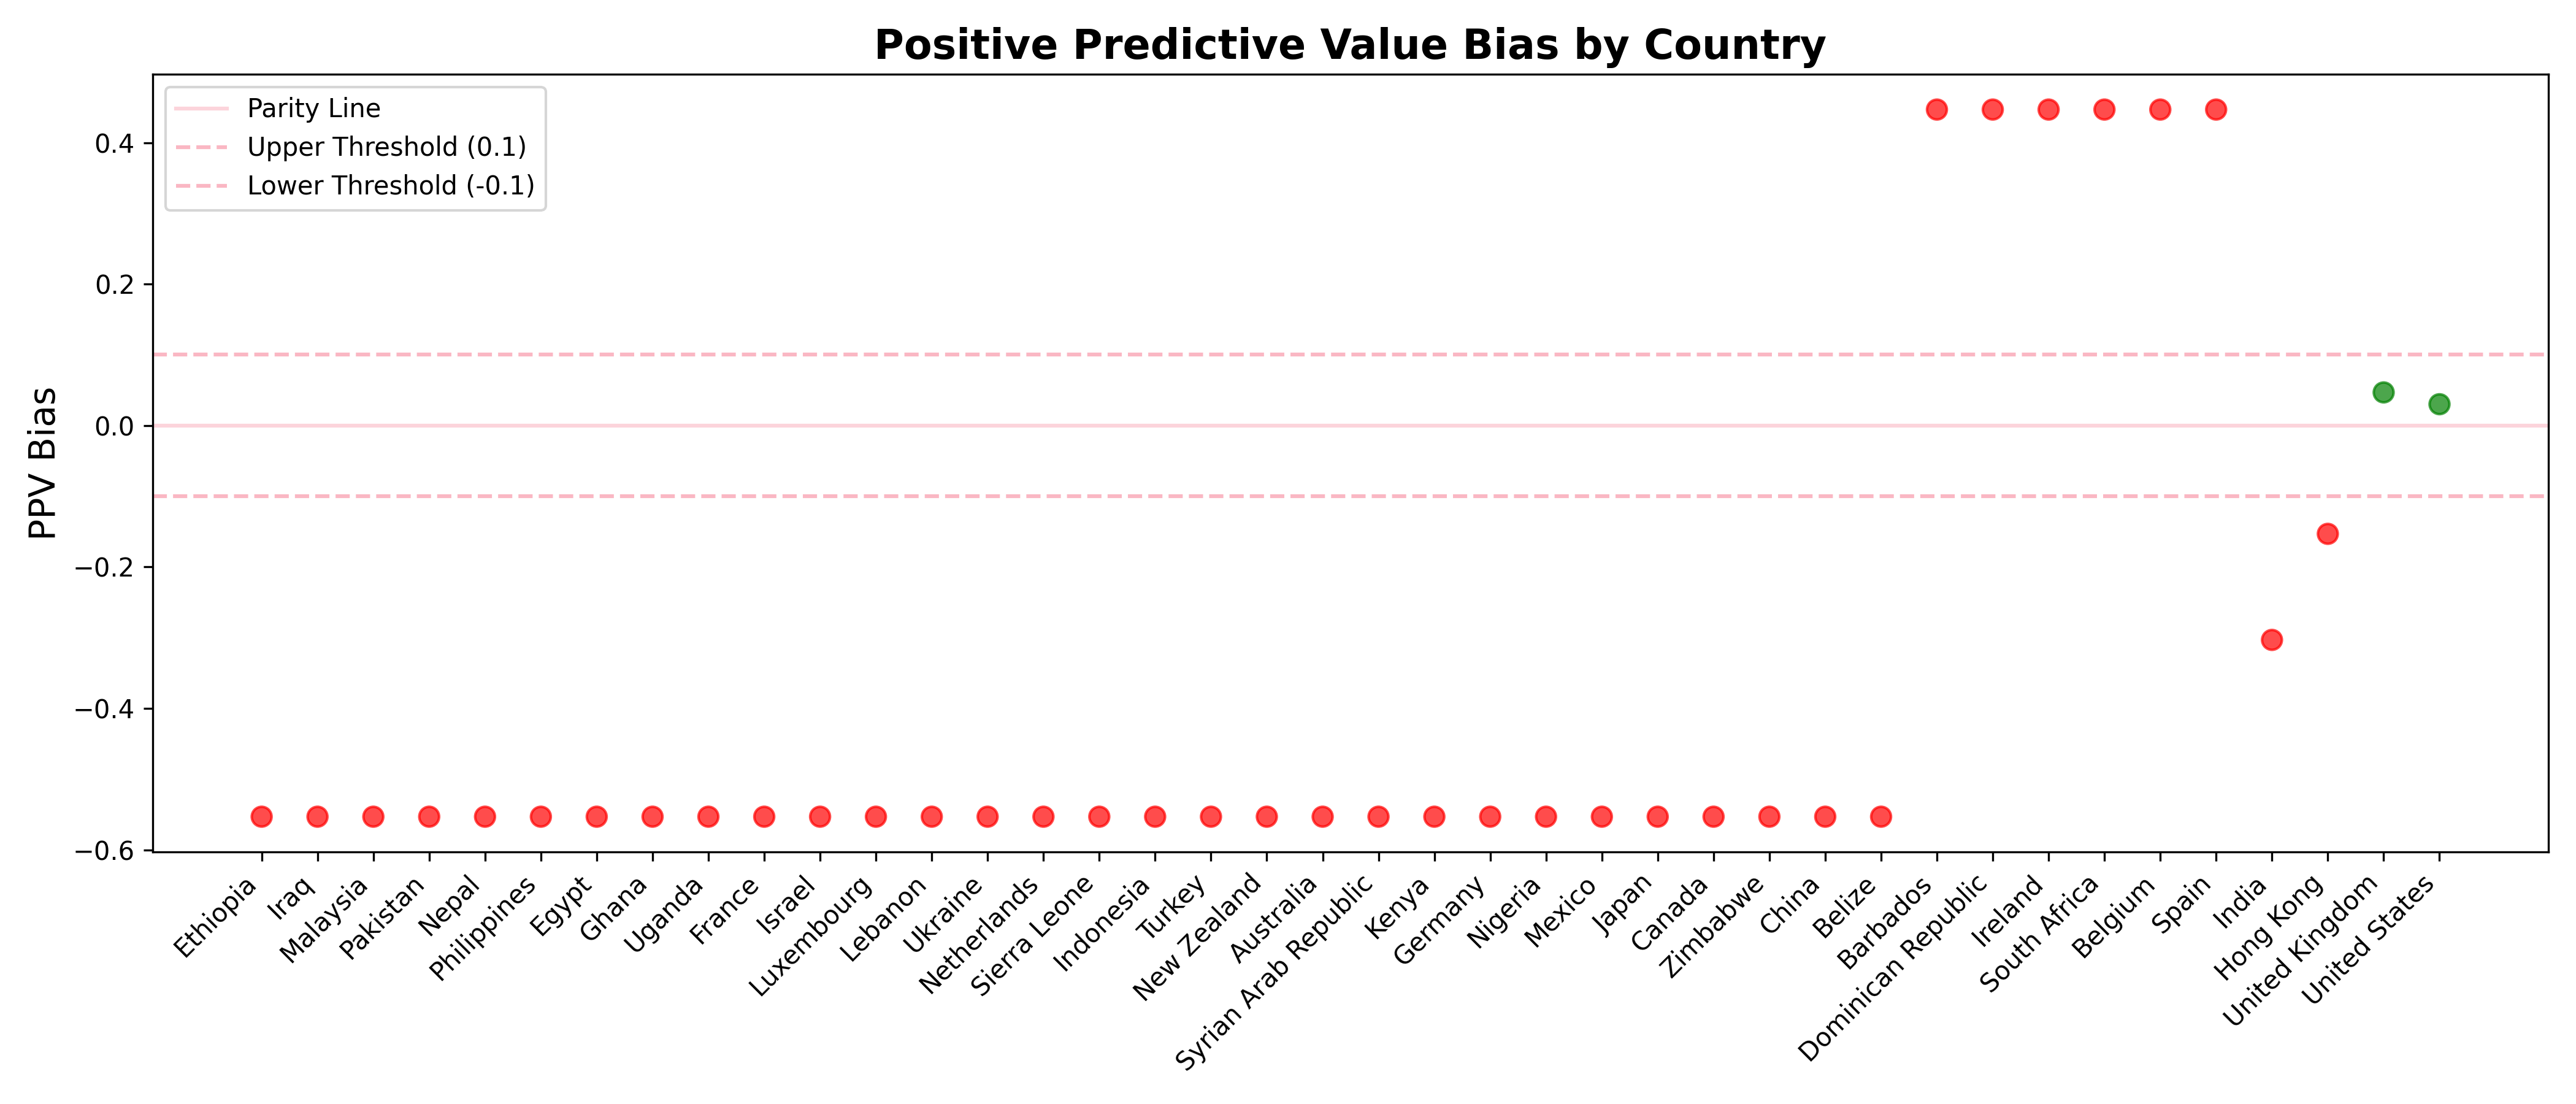 Positive Predictive Value Bias by Country
Parity Line
Upper Threshold (0.1)
Lower Threshold (-0.1)
PPV Bias
0.4
0.2
0.0
−0.2
−0.4
−0.6
Ethiopia
Iraq
Malaysia
Pakistan
Nepal
Philippines
Egypt
Ghana
Uganda
France
Israel
Luxembourg
Lebanon
Ukraine
Netherlands
Sierra Leone
Indonesia
Turkey
New Zealand
Australia
Syrian Arab Republic
Kenya
Germany
Nigeria
Mexico
Japan
Canada
Zimbabwe
China
Belize
Barbados
Dominican Republic
Ireland
South Africa
Belgium
Spain
India
Hong Kong
United Kingdom
United States